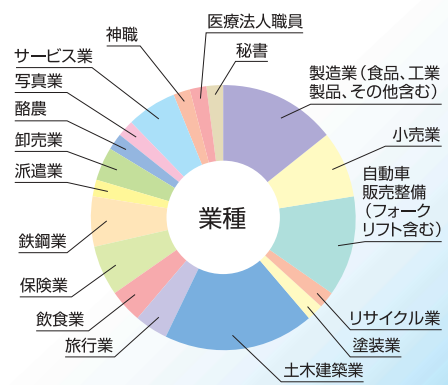 業種
製造業(食品、工業
製品、その他含む)
小売業
自動車
販売整備
(フォーク
リフト含む)
リサイクル業
塗装業
土木建築業
旅行業
飲食業
保険業
鉄鋼業
派遣業
卸売業
酪農
写真業
サービス業
神職
医療法人職員
秘書